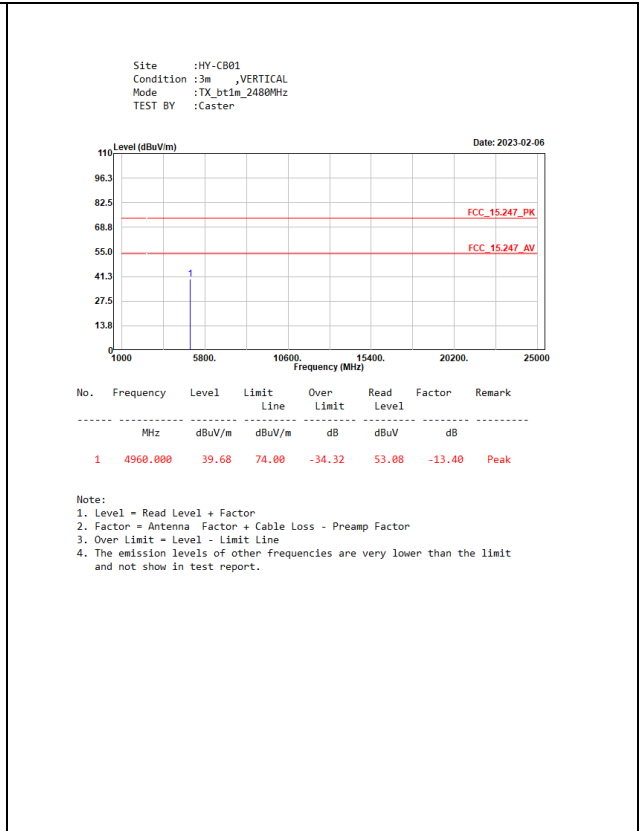 Site :HY-CB01
Condition :3m ,VERTICAL
Mode :TX_bt1m_2480MHz
TEST BY :Caster
Level (dBuV/m) Date: 2023-02-06
110
96.3
82.5
FCC_15.247_PK
68.8
55.0
FCC_15.247_AV
41.3
1
27.5
13.8
0
1000 5800. 10600. 15400. 20200. 25000
Frequency (MHz)
No. Frequency Level Limit Over Read Factor Remark
Line Limit Level
------ ----------- -------- --------- --------- --------- -------- ---------
MHz dBuV/m dBuV/m dB dBuV dB
1 4960.000 39.68 74.00 -34.32 53.08 -13.40 Peak
Note:
1. Level = Read Level + Factor
2. Factor = Antenna Factor + Cable Loss - Preamp Factor
3. Over Limit = Level - Limit Line
4. The emission levels of other frequencies are very lower than the limit
and not show in test report.